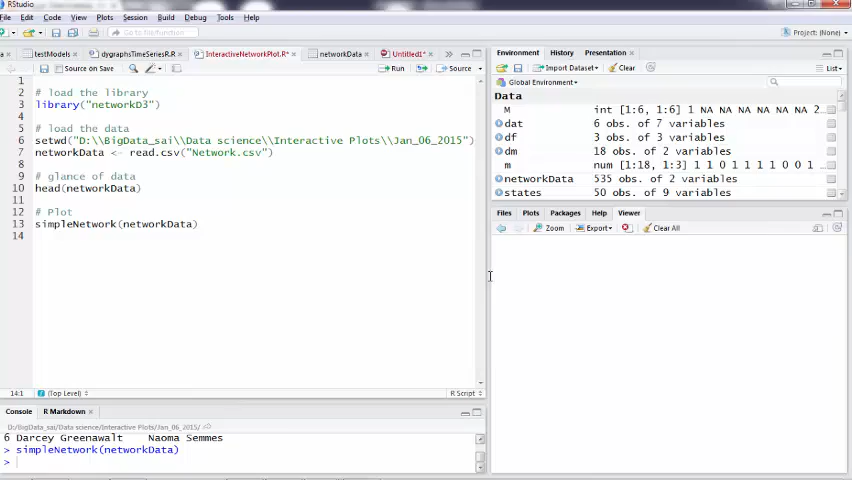 RStudio
File Edit Code View Plots Session Build Debug Tools Help
Go to file/function
Project: (None)
testModels dygraphsTimeSeries.R InteractiveNetworkPlot.R* networkData Untitled1*
Source on Save Run Source
1
2 # load the library
3 library("networkD3")
4
5 # load the data
6 setwd("D:\\BigData_sai\\Data science\\Interactive Plots\\Jan_06_2015")
7 networkData <- read.csv("Network.csv")
8
9 # glance of data
10 head(networkData)
11
12 # Plot
13 simpleNetwork(networkData)
14
14:1 (Top Level) R Script
Console R Markdown
D:/BigData_sai/Data science/Interactive Plots/Jan_06_2015/
6 Darcey Greenawalt Naoma Semmes
> simpleNetwork(networkData)
>
Environment History Presentation
Import Dataset Clear List
Global Environment
Data
M int [1:6, 1:6] 1 NA NA NA NA NA 2...
dat 6 obs. of 7 variables
df 3 obs. of 3 variables
dm 18 obs. of 2 variables
m num [1:18, 1:3] 1 1 0 1 1 1 1 0 0 1 ...
networkData 535 obs. of 2 variables
states 50 obs. of 9 variables
Files Plots Packages Help Viewer
Zoom Export Clear All